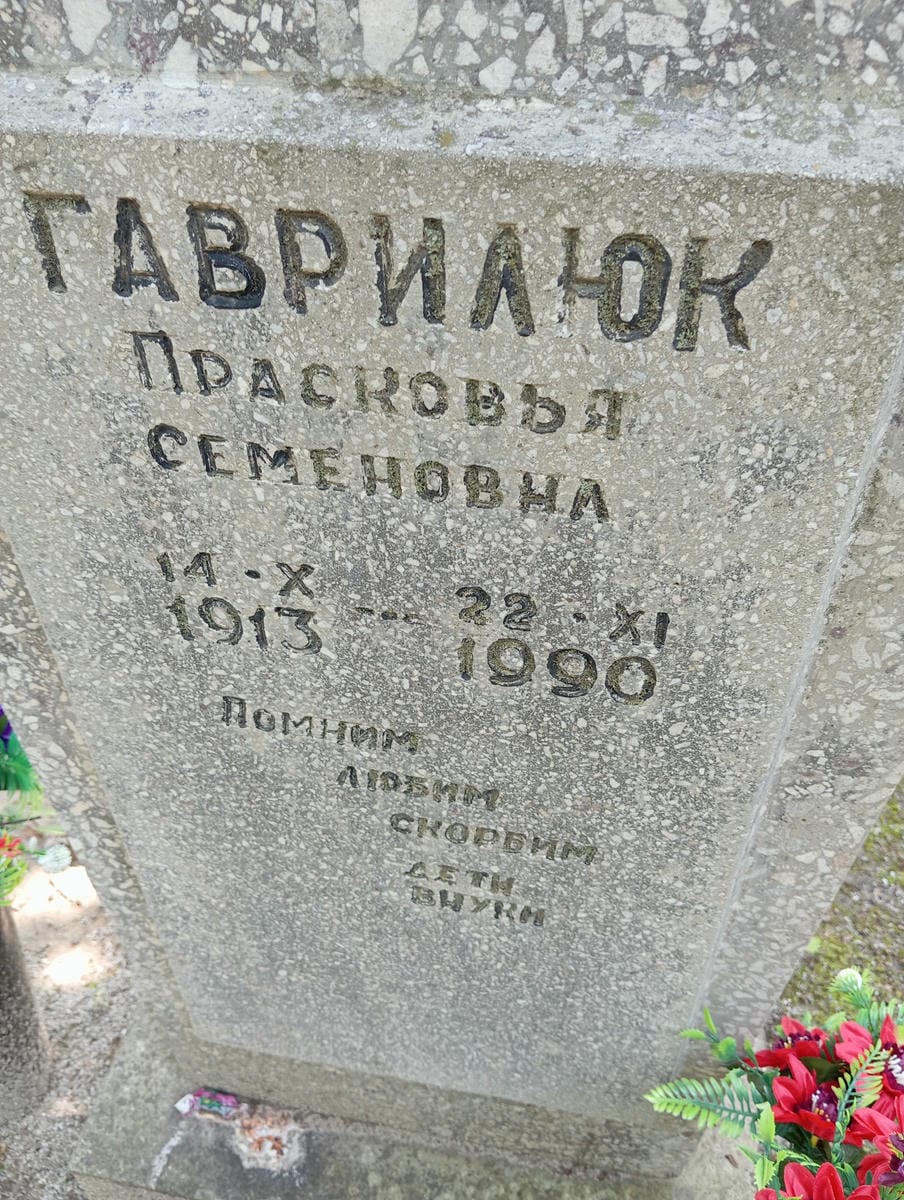 ГАВРИЛЮК
ПРАСКОВЬЯ
СЕМЕНОВНА
14·X --- 22·XI
1913 1990
ПОМНИМ
ЛЮБИМ
СКОРБИМ
ДЕТИ
ВНУКИ